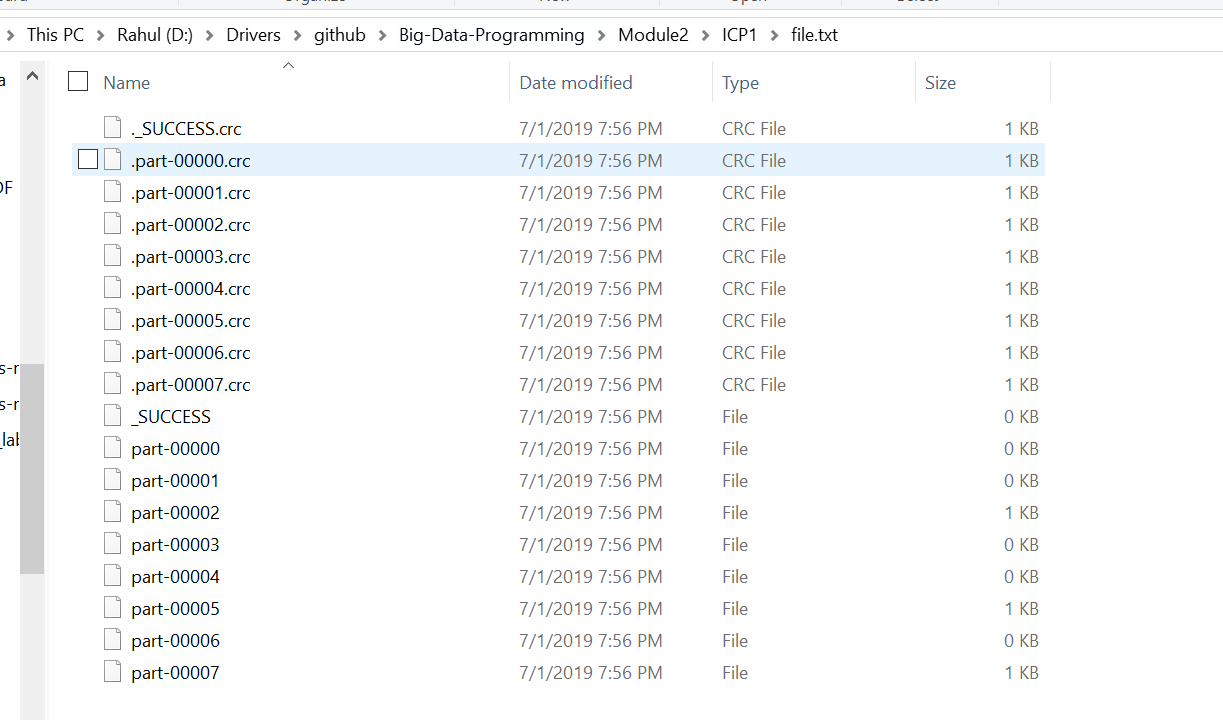 This PC > Rahul (D:) > Drivers > github > Big-Data-Programming > Module2 > ICP1 > file.txt
Name Date modified Type Size
._SUCCESS.crc 7/1/2019 7:56 PM CRC File 1 KB
.part-00000.crc 7/1/2019 7:56 PM CRC File 1 KB
.part-00001.crc 7/1/2019 7:56 PM CRC File 1 KB
.part-00002.crc 7/1/2019 7:56 PM CRC File 1 KB
.part-00003.crc 7/1/2019 7:56 PM CRC File 1 KB
.part-00004.crc 7/1/2019 7:56 PM CRC File 1 KB
.part-00005.crc 7/1/2019 7:56 PM CRC File 1 KB
.part-00006.crc 7/1/2019 7:56 PM CRC File 1 KB
.part-00007.crc 7/1/2019 7:56 PM CRC File 1 KB
_SUCCESS 7/1/2019 7:56 PM File 0 KB
part-00000 7/1/2019 7:56 PM File 0 KB
part-00001 7/1/2019 7:56 PM File 0 KB
part-00002 7/1/2019 7:56 PM File 1 KB
part-00003 7/1/2019 7:56 PM File 0 KB
part-00004 7/1/2019 7:56 PM File 0 KB
part-00005 7/1/2019 7:56 PM File 1 KB
part-00006 7/1/2019 7:56 PM File 0 KB
part-00007 7/1/2019 7:56 PM File 1 KB